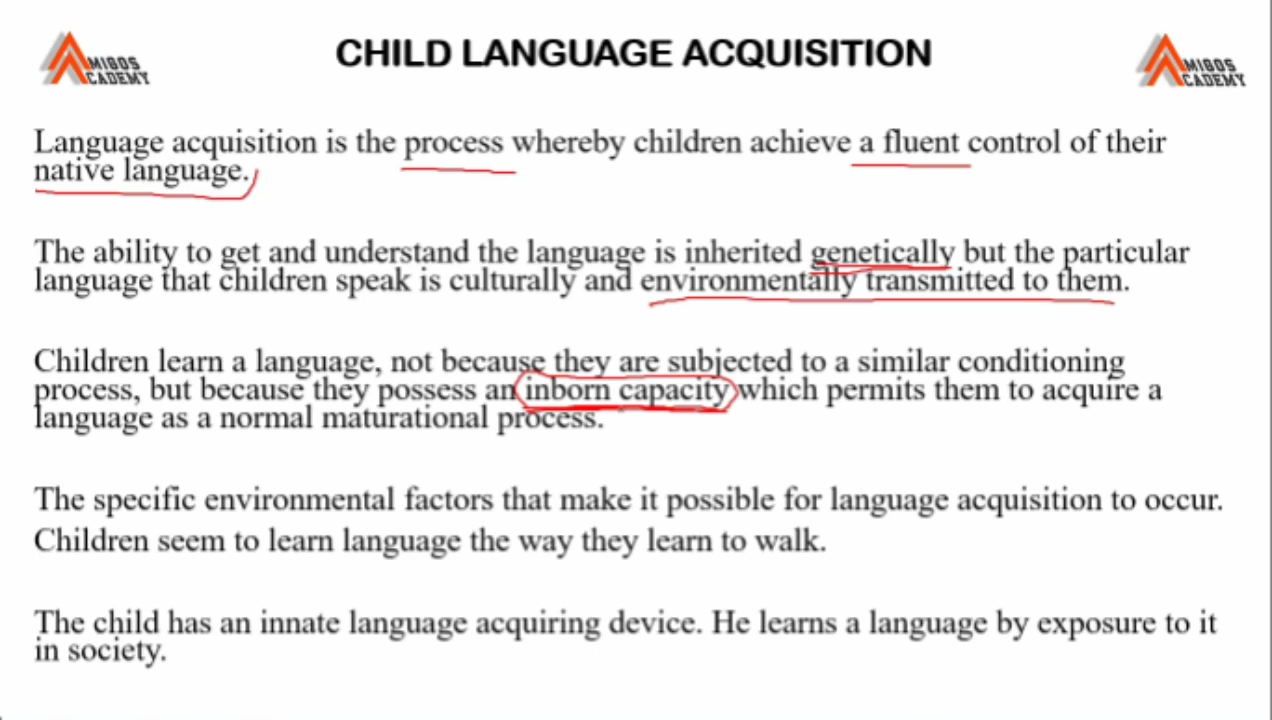 CHILD LANGUAGE ACQUISITION
AMIGOS
ACADEMY
AMIGOS
ACADEMY
Language acquisition is the process whereby children achieve a fluent control of their
native language.
The ability to get and understand the language is inherited genetically but the particular
language that children speak is culturally and environmentally transmitted to them.
Children learn a language, not because they are subjected to a similar conditioning
process, but because they possess an inborn capacity which permits them to acquire a
language as a normal maturational process.
The specific environmental factors that make it possible for language acquisition to occur.
Children seem to learn language the way they learn to walk.
The child has an innate language acquiring device. He learns a language by exposure to it
in society.